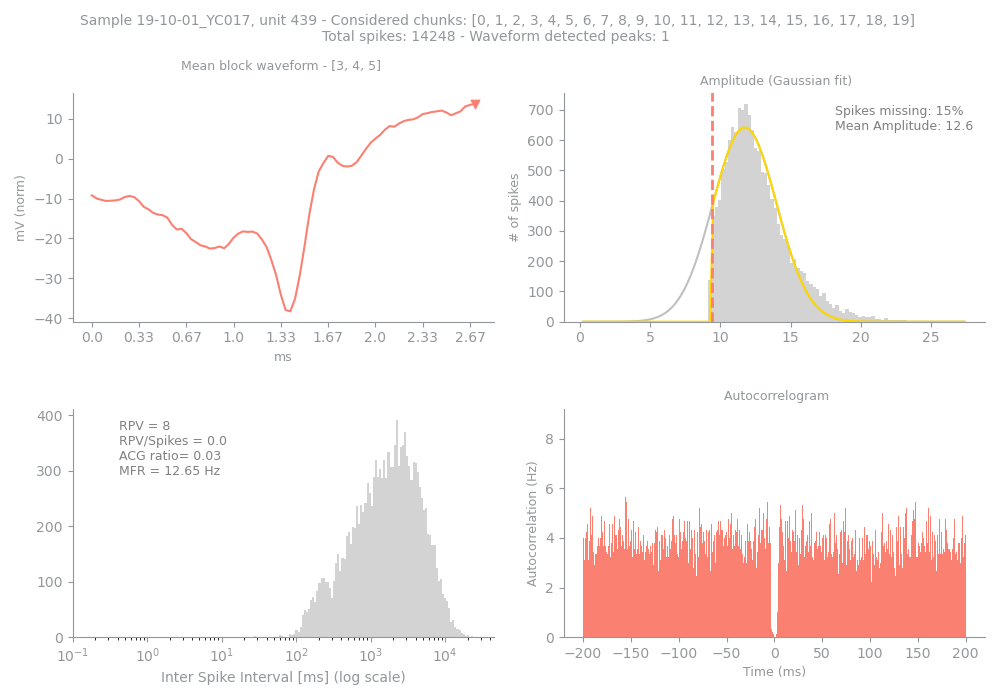 Sample 19-10-01_YC017, unit 439 - Considered chunks: [0, 1, 2, 3, 4, 5, 6, 7, 8, 9, 10, 11, 12, 13, 14, 15, 16, 17, 18, 19]
Total spikes: 14248 - Waveform detected peaks: 1
Mean block waveform - [3, 4, 5]
mV (norm)
10
0
−10
−20
−30
−40
0.0 0.33 0.67 1.0 1.33 1.67 2.0 2.33 2.67
ms
Amplitude (Gaussian fit)
Spikes missing: 15%
Mean Amplitude: 12.6
# of spikes
700
600
500
400
300
200
100
0
0 5 10 15 20 25
RPV = 8
RPV/Spikes = 0.0
ACG ratio= 0.03
MFR = 12.65 Hz
400
300
200
100
0
10⁻¹ 10⁰ 10¹ 10² 10³ 10⁴
Inter Spike Interval [ms] (log scale)
Autocorrelogram
Autocorrelation (Hz)
8
6
4
2
0
−200 −150 −100 −50 0 50 100 150 200
Time (ms)